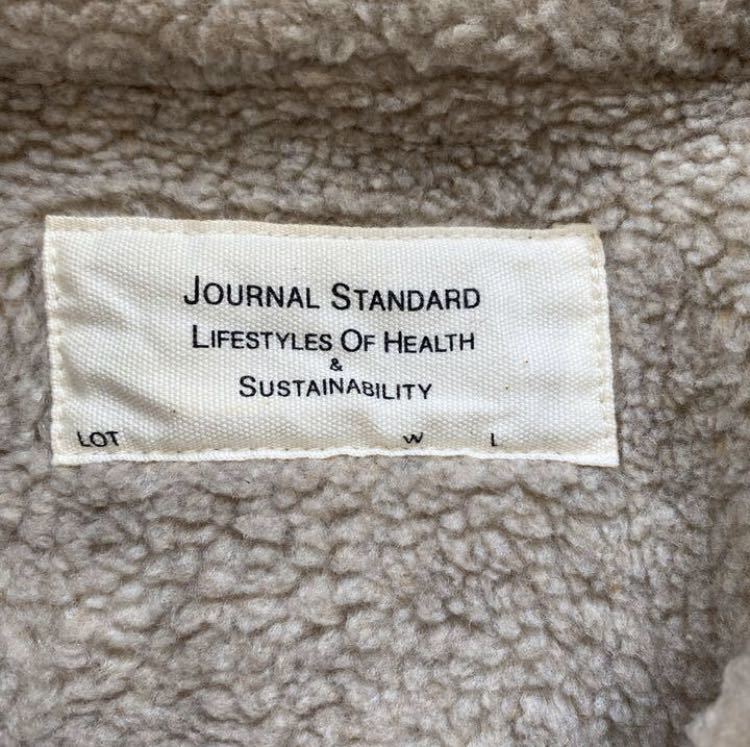 JOURNAL STANDARD
LIFESTYLES OF HEALTH
&
SUSTAINABILITY
LOT W L